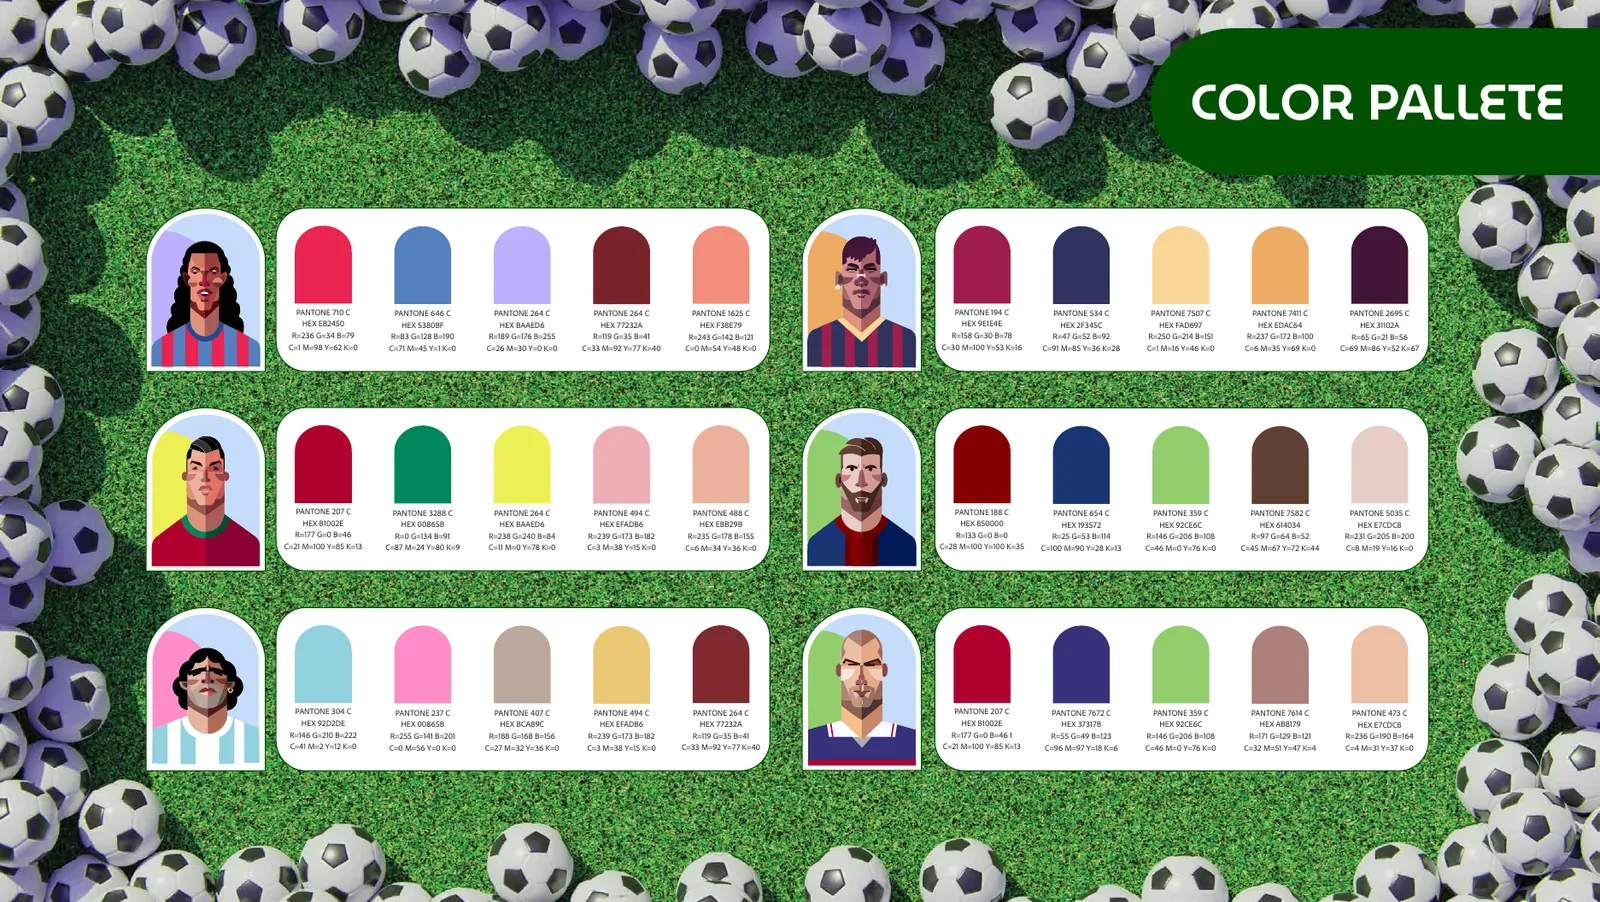 COLOR PALLETE
PANTONE 710 C
HEX EB2450
R=236 G=34 B=79
C=1 M=98 Y=62 K=0
PANTONE 646 C
HEX 5380BF
R=83 G=128 B=190
C=71 M=45 Y=1 K=0
PANTONE 264 C
HEX BAAED6
R=189 G=176 B=255
C=26 M=30 Y=0 K=0
PANTONE 264 C
HEX 77232A
R=119 G=35 B=41
C=33 M=92 Y=77 K=40
PANTONE 1625 C
HEX F38E79
R=243 G=142 B=121
C=0 M=54 Y=48 K=0
PANTONE 194 C
HEX 9E1E4E
R=158 G=30 B=78
C=30 M=100 Y=53 K=16
PANTONE 534 C
HEX 2F345C
R=47 G=52 B=92
C=91 M=85 Y=36 K=28
PANTONE 7507 C
HEX FAD697
R=250 G=214 B=151
C=1 M=16 Y=46 K=0
PANTONE 7411 C
HEX EDAC64
R=237 G=172 B=100
C=6 M=35 Y=69 K=0
PANTONE 2695 C
HEX 31102A
R=65 G=21 B=56
C=69 M=86 Y=52 K=67
PANTONE 207 C
HEX B1002E
R=177 G=0 B=46
C=21 M=100 Y=85 K=13
PANTONE 3288 C
HEX 00865B
R=0 G=134 B=91
C=87 M=24 Y=80 K=9
PANTONE 264 C
HEX BAAED6
R=238 G=240 B=84
C=11 M=0 Y=78 K=0
PANTONE 494 C
HEX EFADB6
R=239 G=173 B=182
C=3 M=38 Y=15 K=0
PANTONE 488 C
HEX EBB29B
R=235 G=178 B=155
C=6 M=34 Y=36 K=0
PANTONE 188 C
HEX 850000
R=133 G=0 B=0
C=28 M=100 Y=100 K=35
PANTONE 654 C
HEX 193572
R=25 G=53 B=114
C=100 M=90 Y=28 K=13
PANTONE 359 C
HEX 92CE6C
R=146 G=206 B=108
C=46 M=0 Y=76 K=0
PANTONE 7582 C
HEX 614034
R=97 G=64 B=52
C=45 M=67 Y=72 K=44
PANTONE 5035 C
HEX E7CDC8
R=231 G=205 B=200
C=8 M=19 Y=16 K=0
PANTONE 304 C
HEX 92D2DE
R=146 G=210 B=222
C=41 M=2 Y=12 K=0
PANTONE 237 C
HEX 00865B
R=255 G=141 B=201
C=0 M=56 Y=0 K=0
PANTONE 407 C
HEX BCA89C
R=188 G=168 B=156
C=27 M=32 Y=36 K=0
PANTONE 494 C
HEX EFADB6
R=239 G=173 B=182
C=3 M=38 Y=15 K=0
PANTONE 264 C
HEX 77232A
R=119 G=35 B=41
C=33 M=92 Y=77 K=40
PANTONE 207 C
HEX B1002E
R=177 G=0 B=46 1
C=21 M=100 Y=85 K=13
PANTONE 7672 C
HEX 37317B
R=55 G=49 B=123
C=96 M=97 Y=18 K=6
PANTONE 359 C
HEX 92CE6C
R=146 G=206 B=108
C=46 M=0 Y=76 K=0
PANTONE 7614 C
HEX AB8179
R=171 G=129 B=121
C=32 M=51 Y=47 K=4
PANTONE 473 C
HEX E7CDC8
R=236 G=190 B=164
C=4 M=31 Y=37 K=0